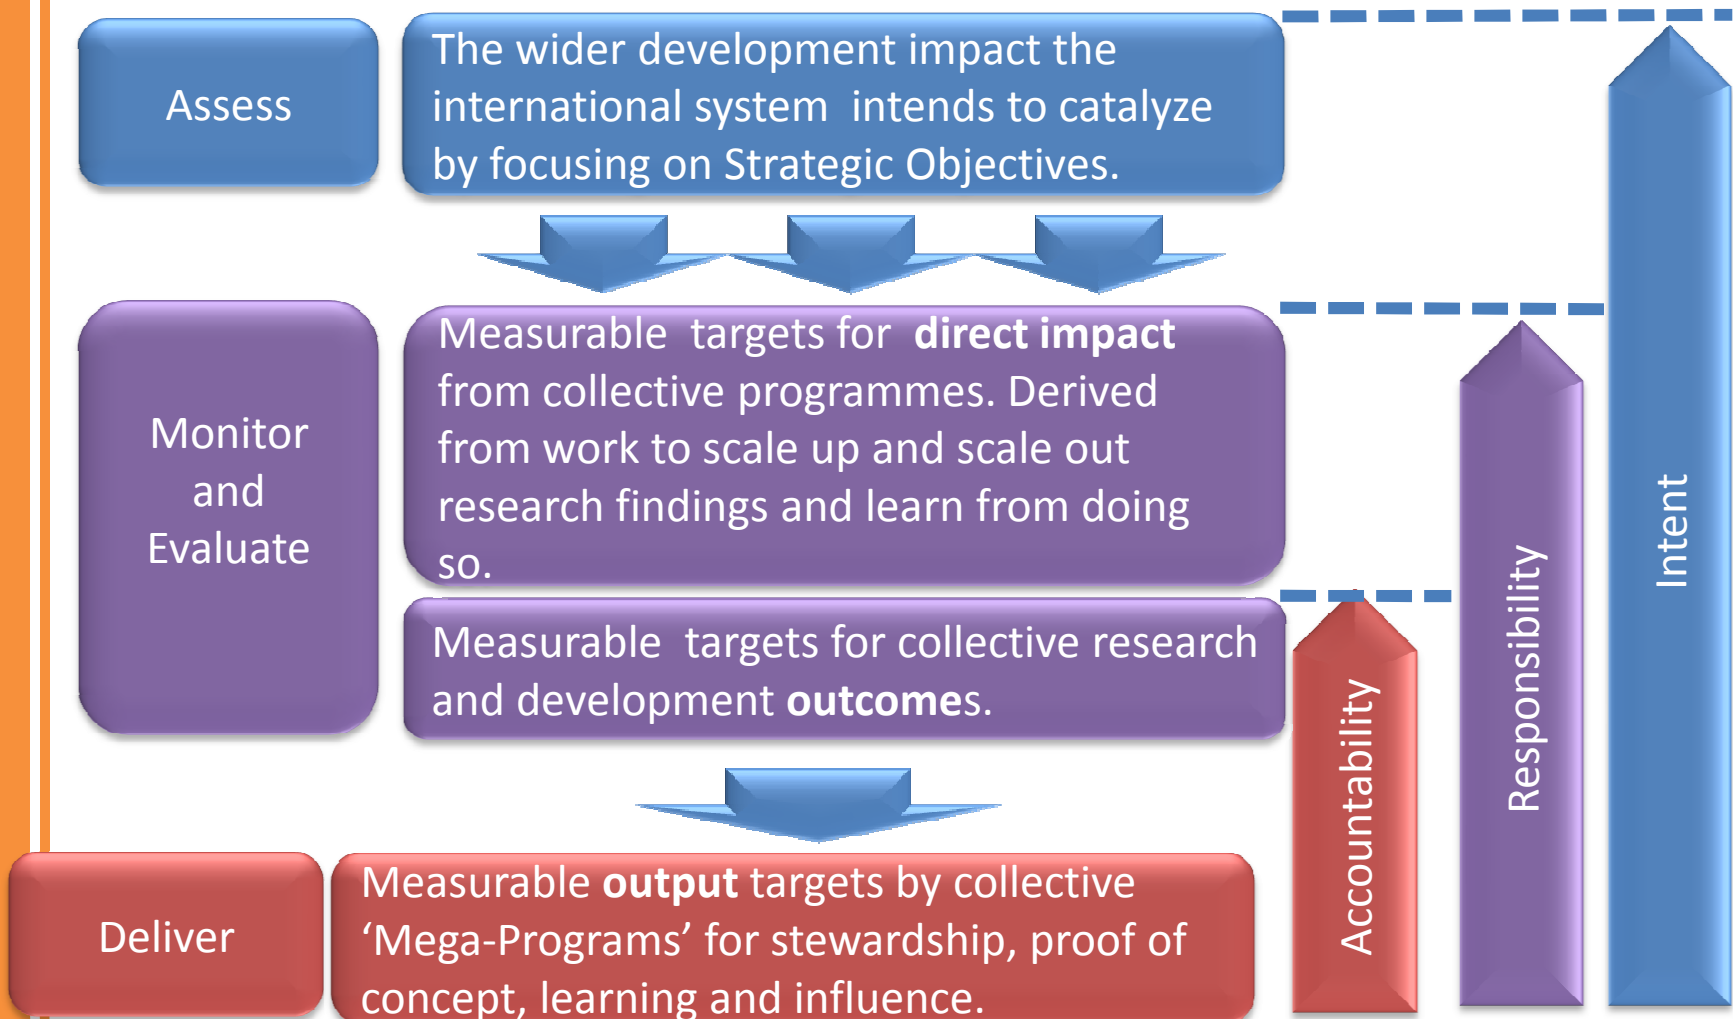 Assess
The wider development impact the
international system intends to catalyze
by focusing on Strategic Objectives.
Monitor
and
Evaluate
Measurable targets for direct impact
from collective programmes. Derived
from work to scale up and scale out
research findings and learn from doing
so.
Measurable targets for collective research
and development outcomes.
Deliver
Measurable output targets by collective
‘Mega-Programs’ for stewardship, proof of
concept, learning and influence.
Accountability
Responsibility
Intent